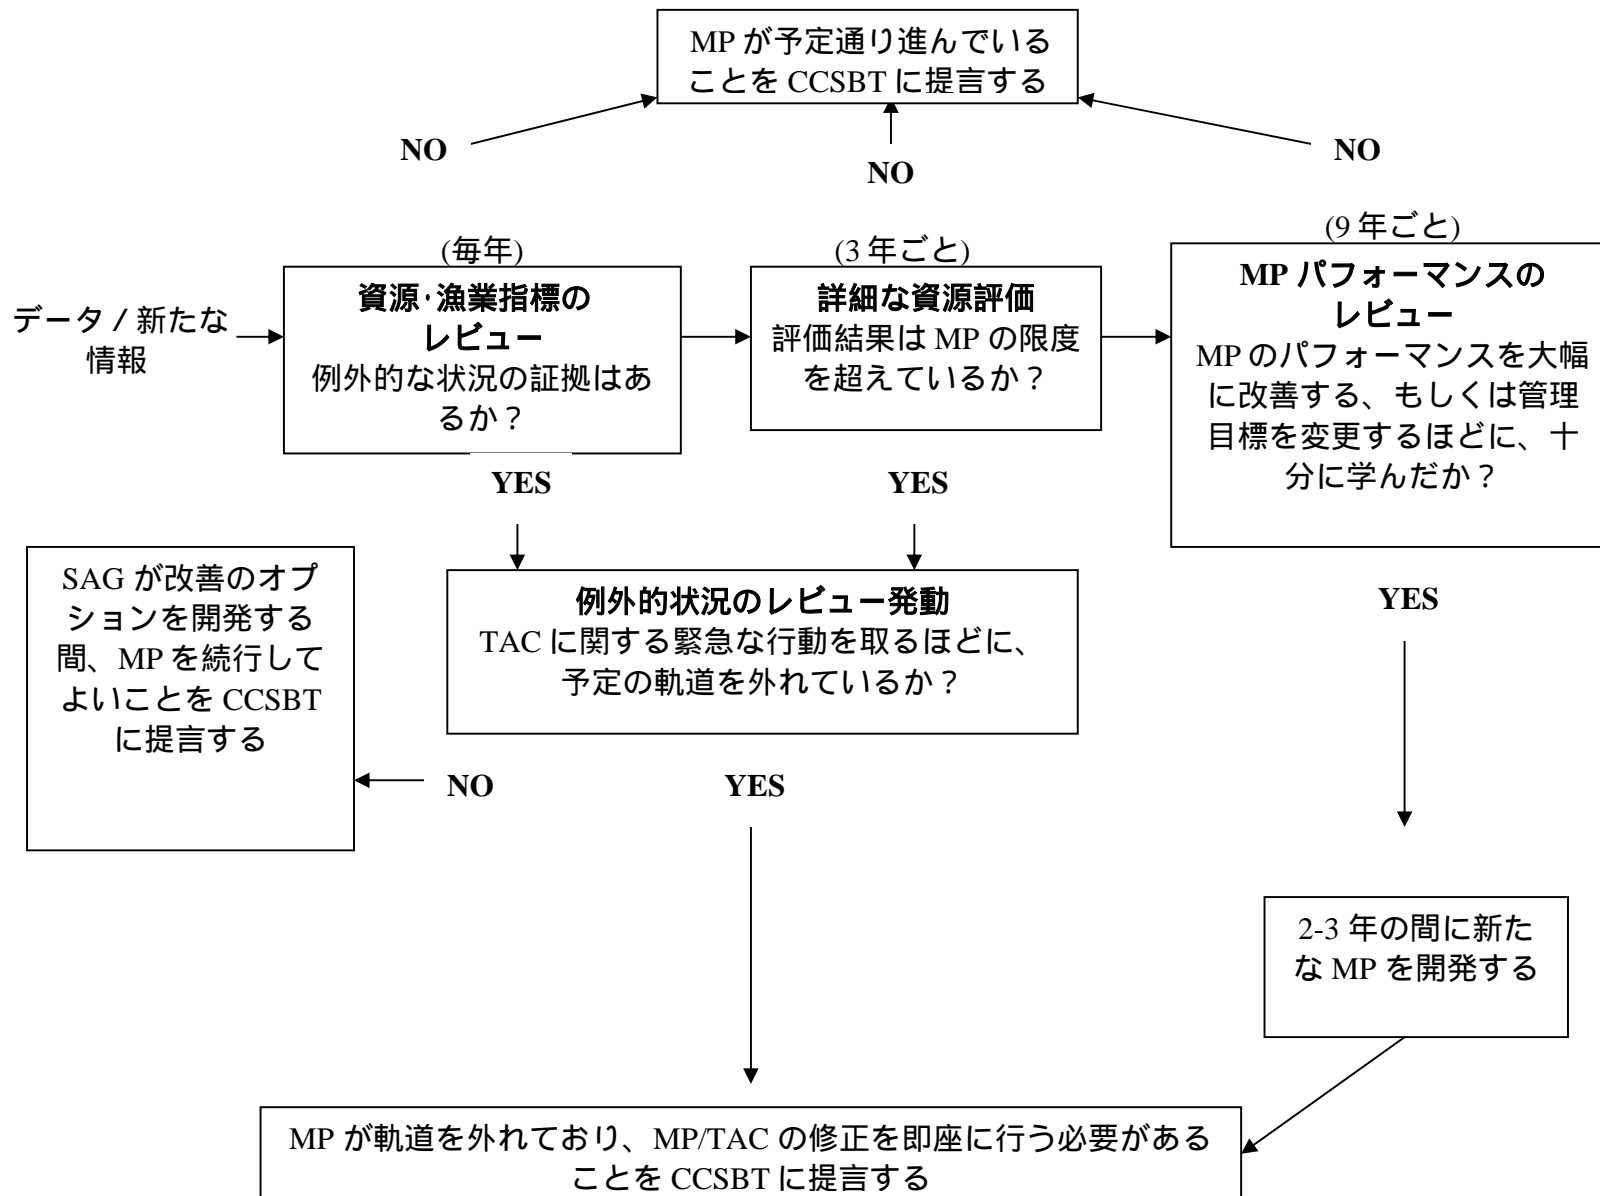 MP が予定通り進んでいる
ことを CCSBT に提言する
NO
NO
NO
(毎年)
(3 年ごと)
(9 年ごと)
データ / 新たな
情報
資源・漁業指標の
レビュー
例外的な状況の証拠はあ
るか？
詳細な資源評価
評価結果は MP の限度
を超えているか？
MP パフォーマンスの
レビュー
MP のパフォーマンスを大幅
に改善する、もしくは管理
目標を変更するほどに、十
分に学んだか？
YES
YES
YES
SAG が改善のオプ
ションを開発する
間、MP を続行して
よいことを CCSBT
に提言する
例外的状況のレビュー発動
TAC に関する緊急な行動を取るほどに、
予定の軌道を外れているか？
NO
YES
2-3 年の間に新た
な MP を開発する
MP が軌道を外れており、MP/TAC の修正を即座に行う必要がある
ことを CCSBT に提言する